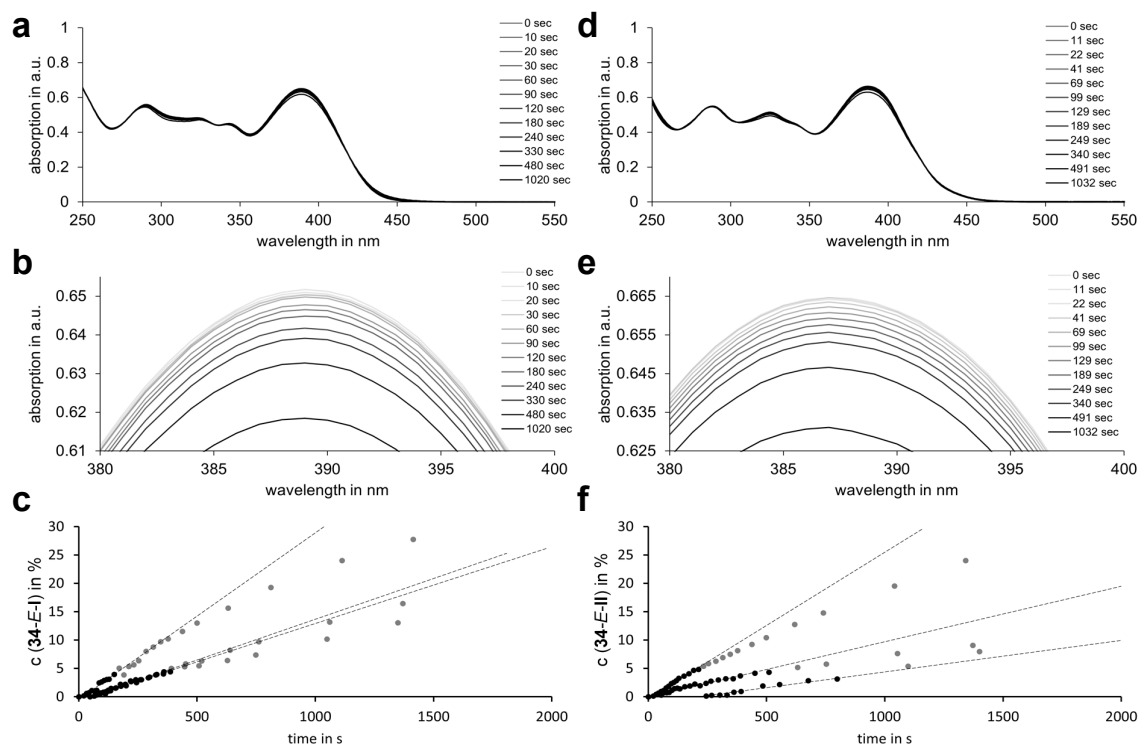 a
absorption in a.u.
1
0.8
0.6
0.4
0.2
0
250 300 350 400 450 500 550
wavelength in nm
0 sec
10 sec
20 sec
30 sec
60 sec
90 sec
120 sec
180 sec
240 sec
330 sec
480 sec
1020 sec
d
absorption in a.u.
1
0.8
0.6
0.4
0.2
0
250 300 350 400 450 500 550
wavelength in nm
0 sec
11 sec
22 sec
41 sec
69 sec
99 sec
129 sec
189 sec
249 sec
340 sec
491 sec
1032 sec
b
absorption in a.u.
0.65
0.64
0.63
0.62
0.61
380 385 390 395 400
wavelength in nm
0 sec
10 sec
20 sec
30 sec
60 sec
90 sec
120 sec
180 sec
240 sec
330 sec
480 sec
1020 sec
e
absorption in a.u.
0.665
0.655
0.645
0.635
0.625
380 385 390 395 400
wavelength in nm
0 sec
11 sec
22 sec
41 sec
69 sec
99 sec
129 sec
189 sec
249 sec
340 sec
491 sec
1032 sec
c
c (34-E-I) in %
30
25
20
15
10
5
0
0 500 1000 1500 2000
time in s
f
c (34-E-II) in %
30
25
20
15
10
5
0
0 500 1000 1500 2000
time in s